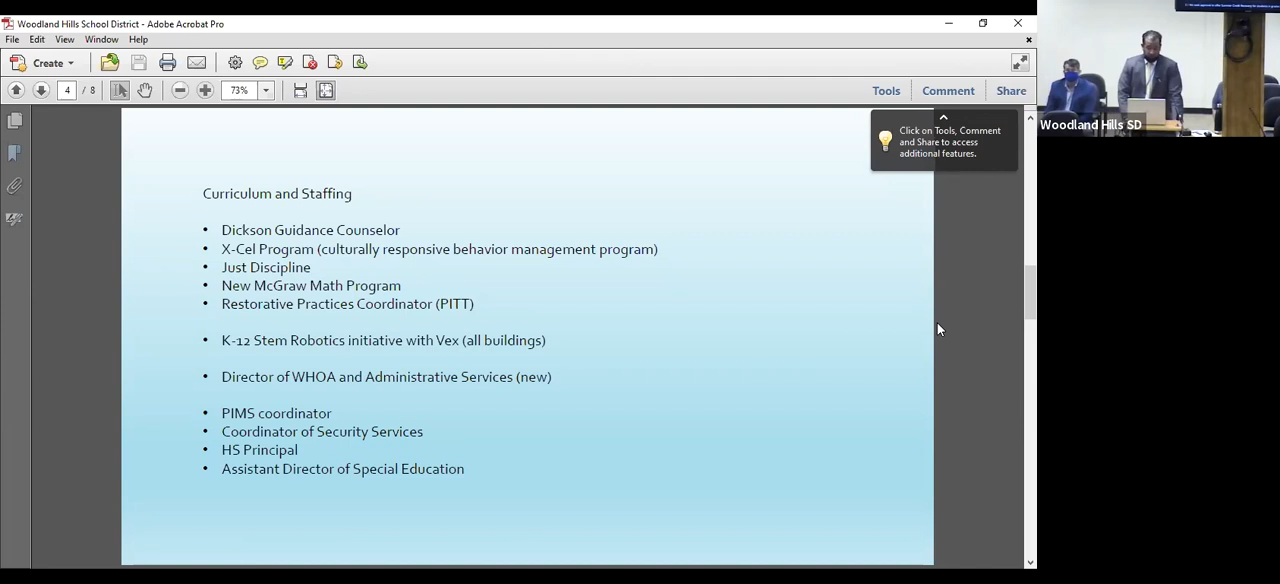 Woodland Hills School District - Adobe Acrobat Pro
File Edit View Window Help
Create
4 / 8 73% Tools Comment Share
Click on Tools, Comment
and Share to access
additional features.
Woodland Hills SD
Curriculum and Staffing
• Dickson Guidance Counselor
• X-Cel Program (culturally responsive behavior management program)
• Just Discipline
• New McGraw Math Program
• Restorative Practices Coordinator (PITT)
• K-12 Stem Robotics initiative with Vex (all buildings)
• Director of WHOA and Administrative Services (new)
• PIMS coordinator
• Coordinator of Security Services
• HS Principal
• Assistant Director of Special Education